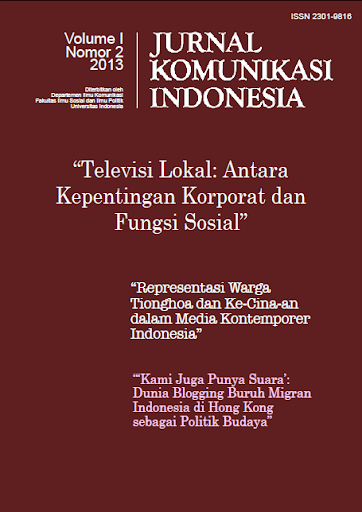 ISSN 2301-9816
Volume I
Nomor 2
2013
Diterbitkan oleh
Departemen Ilmu Komunikasi
Fakultas Ilmu Sosial dan Ilmu Politik
Universitas Indonesia
JURNAL
KOMUNIKASI
INDONESIA
“Televisi Lokal: Antara
Kepentingan Korporat dan
Fungsi Sosial”
“Representasi Warga
Tionghoa dan Ke-Cina-an
dalam Media Kontemporer
Indonesia”
“‘Kami Juga Punya Suara’:
Dunia Blogging Buruh Migran
Indonesia di Hong Kong
sebagai Politik Budaya”